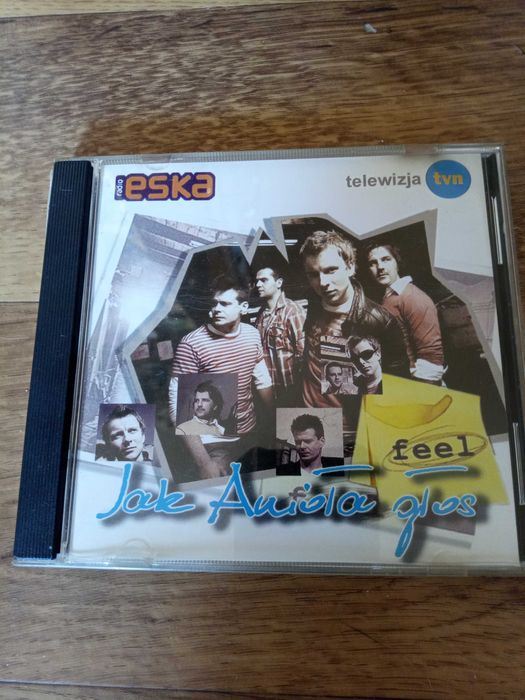 radio eska
telewizja tvn
feel
Jak Anioła głos